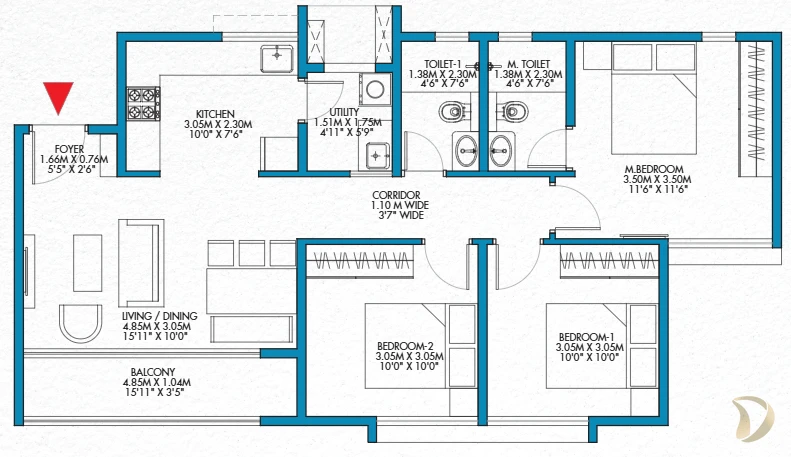 TOILET-1
1.38M X 2.30M
4'6" X 7'6"
M. TOILET
1.38M X 2.30M
4'6" X 7'6"
KITCHEN
3.05M X 2.30M
10'0" X 7'6"
UTILITY
1.51M X 1.75M
4'11" X 5'9"
FOYER
1.66M X 0.76M
5'5" X 2'6"
M.BEDROOM
3.50M X 3.50M
11'6" X 11'6"
CORRIDOR
1.10 M WIDE
3'7" WIDE
LIVING / DINING
4.85M X 3.05M
15'11" X 10'0"
BEDROOM-2
3.05M X 3.05M
10'0" X 10'0"
BEDROOM-1
3.05M X 3.05M
10'0" X 10'0"
BALCONY
4.85M X 1.04M
15'11" X 3'5"